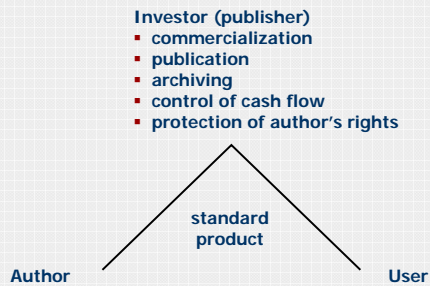 Investor (publisher)
▪ commercialization
▪ publication
▪ archiving
▪ control of cash flow
▪ protection of author's rights
standard
product
Author
User